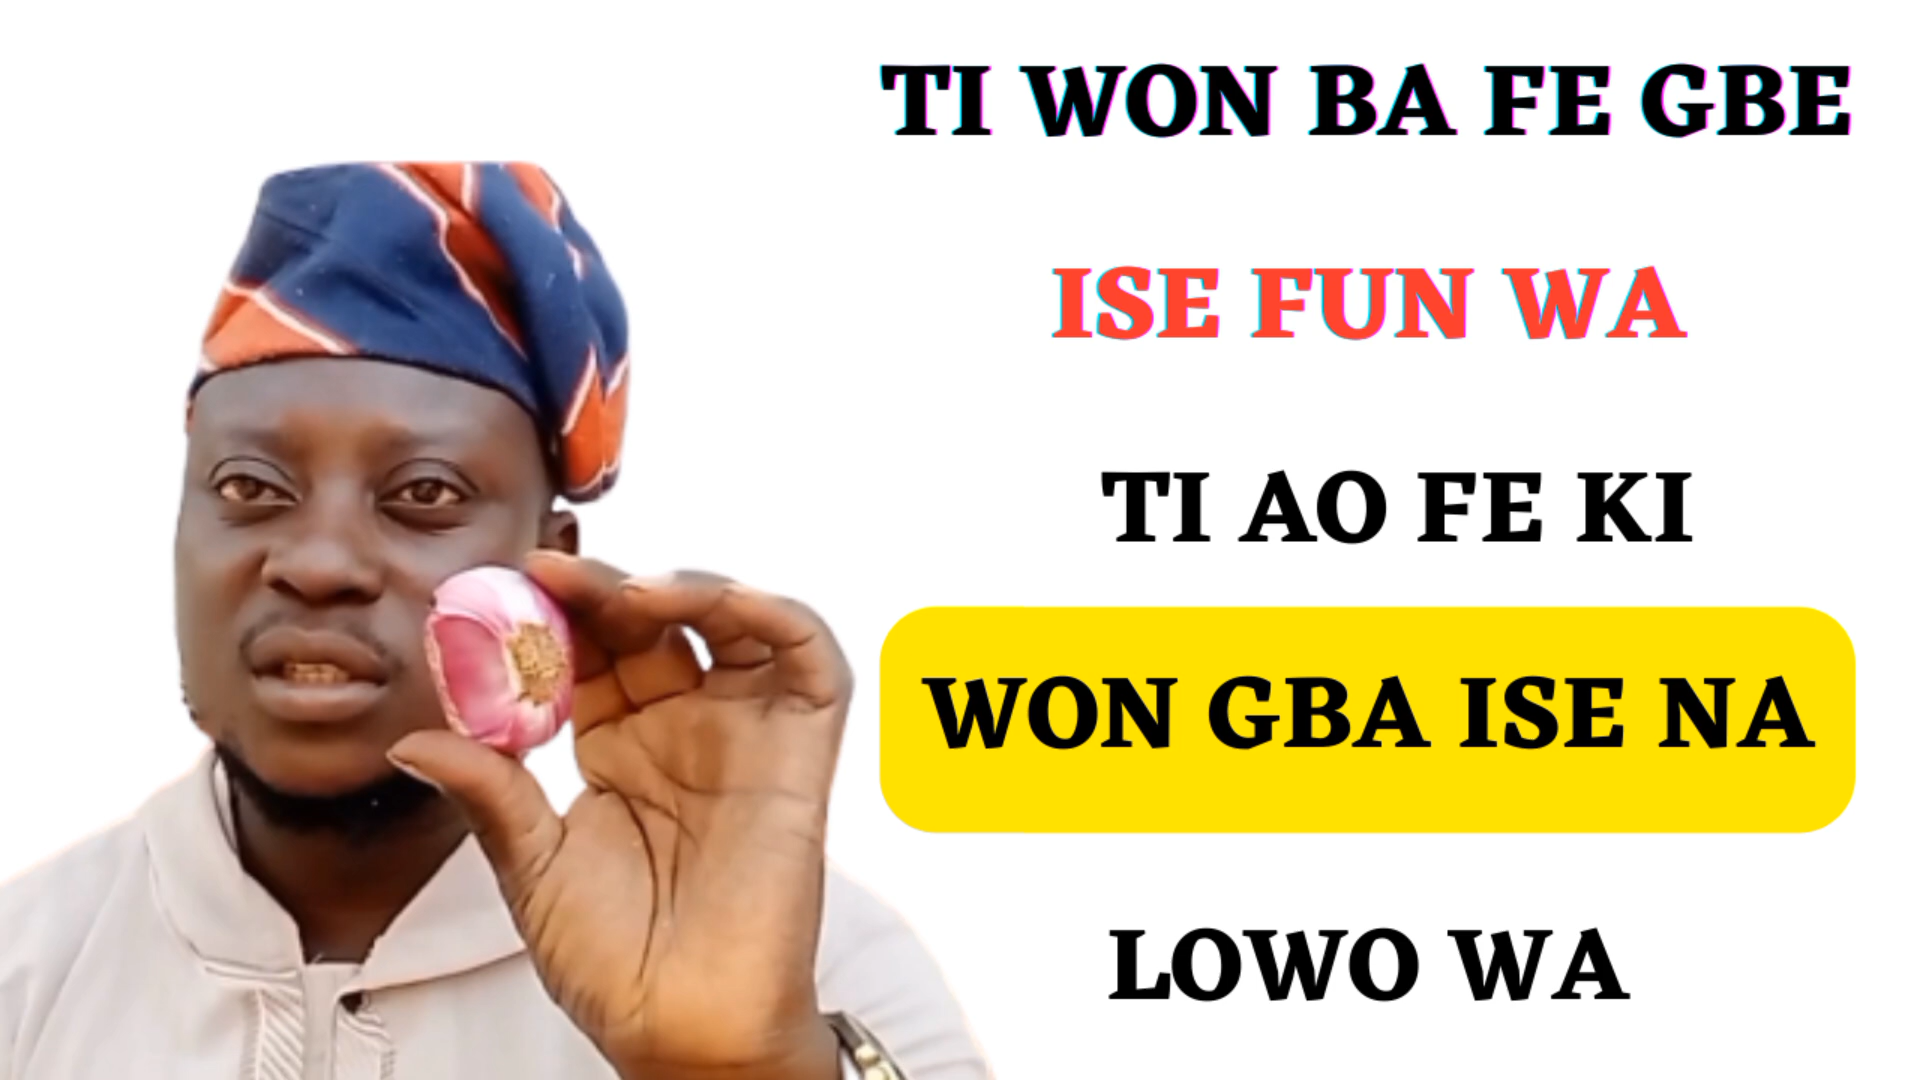 TI WON BA FE GBE
ISE FUN WA
TI AO FE KI
WON GBA ISE NA
LOWO WA